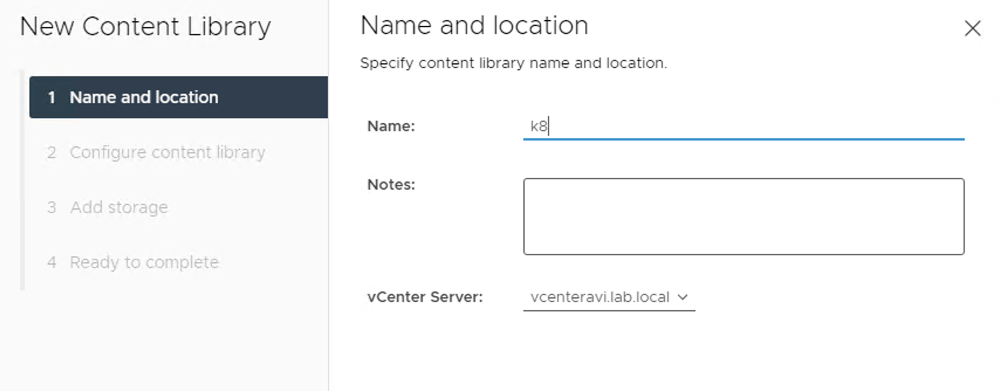 New Content Library
1 Name and location
2 Configure content library
3 Add storage
4 Ready to complete
Name and location
Specify content library name and location.
Name: k8
Notes:
vCenter Server: vcenteravi.lab.local